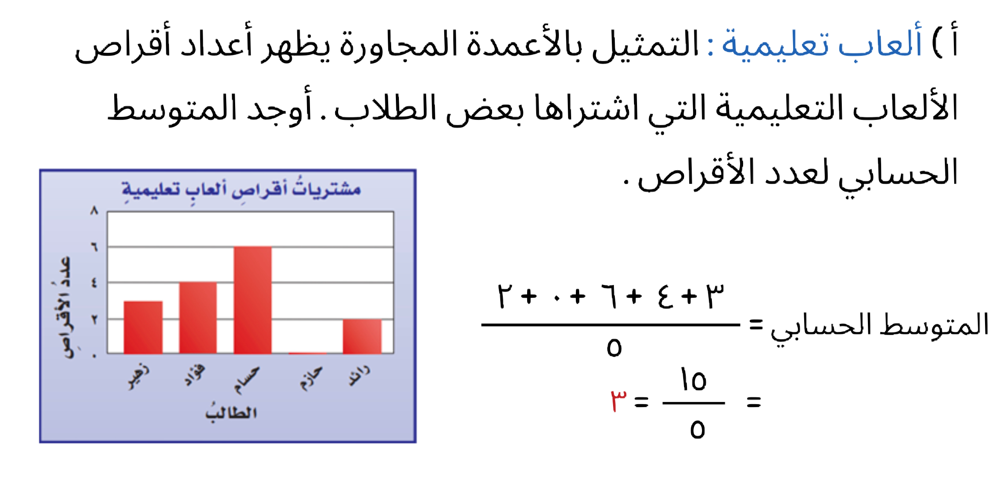 أ ) ألعاب تعليمية : التمثيل بالأعمدة المجاورة يظهر أعداد أقراص
الألعاب التعليمية التي اشتراها بعض الطلاب . أوجد المتوسط
الحسابي لعدد الأقراص .
مشترياتُ أقراصِ ألعابِ تعليميةِ
عددُ الأقراصِ
٨
٦
٤
٢
٠
زهير
فؤاد
حسام
حازم
رائد
الطالبُ
٣ + ٤ + ٦ + ٠ + ٢
المتوسط الحسابي =
٥
١٥
= ٣ =
٥